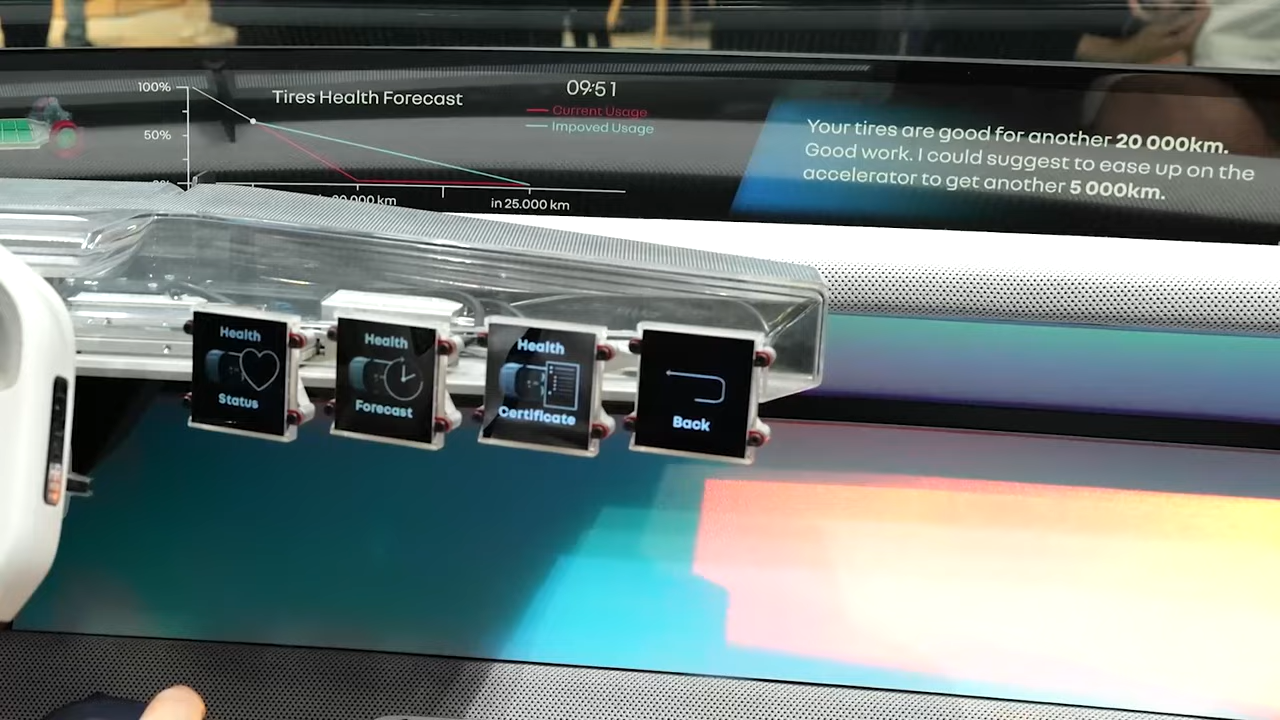 100%
Tires Health Forecast
09:51
Current Usage
Impoved Usage
50%
km
in 25.000 km
Your tires are good for another 20 000km.
Good work. I could suggest to ease up on the
accelerator to get another 5 000km.
Health
Status
Health
Forecast
Health
Certificate
Back